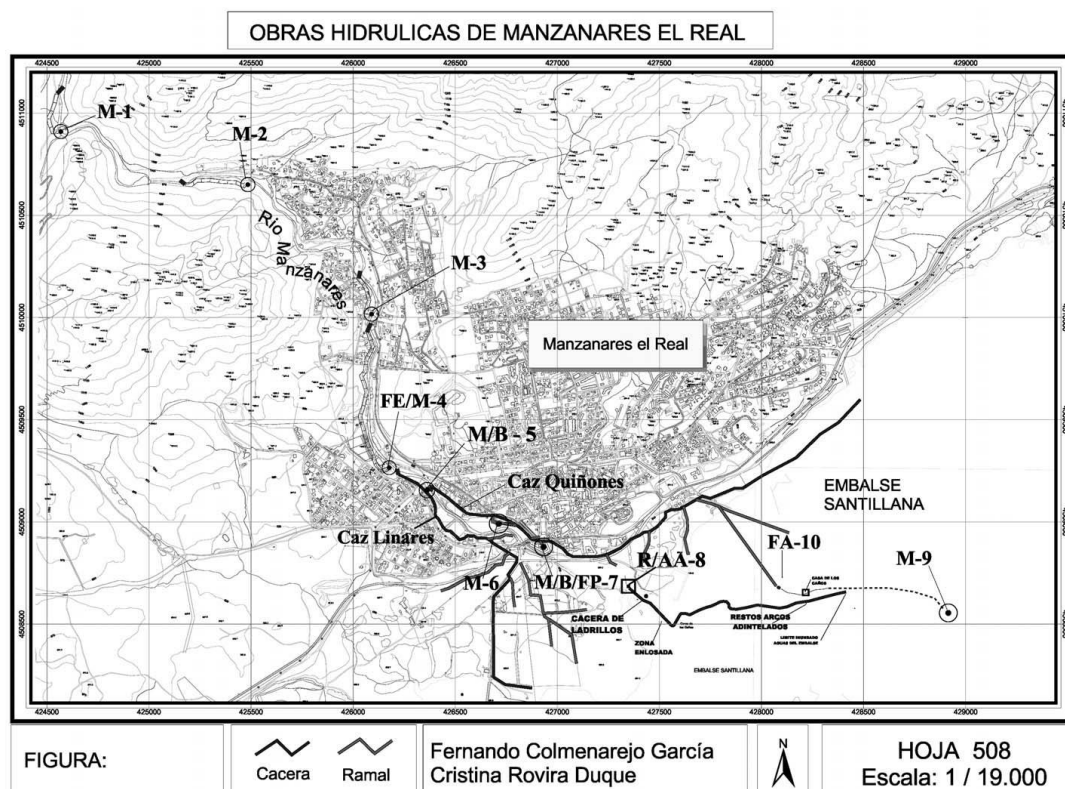 OBRAS HIDRULICAS DE MANZANARES EL REAL
424500 425000 425500 426000 426500 427000 427500 428000 428500 429000
4511000
4510500
4510000
4509500
4509000
4508500
M-1
M-2
Río Manzanares
M-3
Manzanares el Real
FE/M-4
M/B - 5
Caz Quiñones
EMBALSE
SANTILLANA
Caz Linares
M-6
M/B/FP-7
R/AA-8
FA-10
M-9
CASA DE LOS
CAÑOS
CACERA DE
LADRILLOS
ZONA
ENLOSADA
RESTOS ARCOS
ADINTELADOS
EMBALSE SANTILLANA
424500 425000 425500 426000 426500 427000 427500 428000 428500 429000
FIGURA:
Cacera
Ramal
Fernando Colmenarejo García
Cristina Rovira Duque
N
HOJA 508
Escala: 1 / 19.000